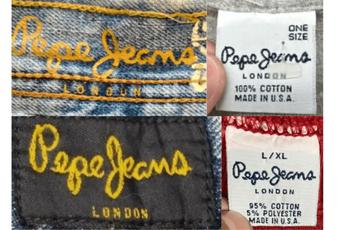 Pepe Jeans
LONDON
ONE
SIZE
Pepe Jeans
LONDON
100% COTTON
MADE IN U.S.A.
Pepe Jeans
LONDON
L/XL
Pepe Jeans
LONDON
95% COTTON
5% POLYESTER
MADE IN U.S.A.